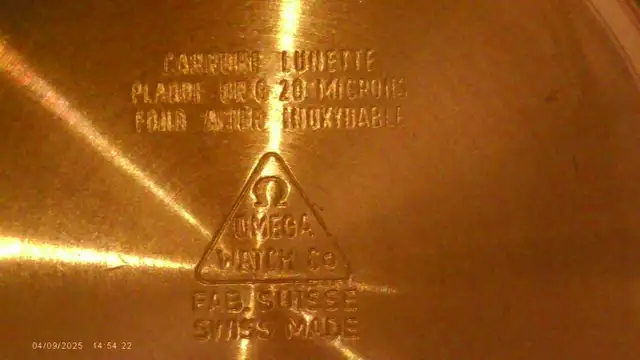 CARRURE LUNETTE
PLAQUE OR G 20 MICRONS
FOND ACIER INOXYDABLE
Ω
OMEGA
WATCH Co
FAB. SUISSE
SWISS MADE
04/09/2025 14:54:22